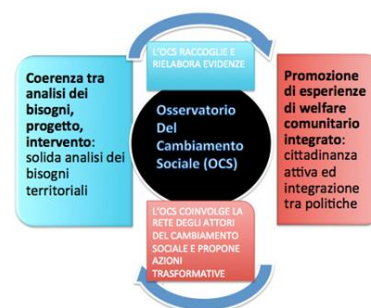 L'OCS RACCOGLIE E
RIELABORA EVIDENZE
Coerenza tra
analisi dei
bisogni,
progetto,
intervento:
solida analisi dei
bisogni
territoriali
Osservatorio
Del
Cambiamento
Sociale (OCS)
Promozione
di esperienze
di welfare
comunitario
integrato:
cittadinanza
attiva ed
integrazione
tra politiche
L'OCS COINVOLGE LA
RETE DEGLI ATTORI
DEL CAMBIAMENTO
SOCIALE E PROPONE
AZIONI
TRASFORMATIVE